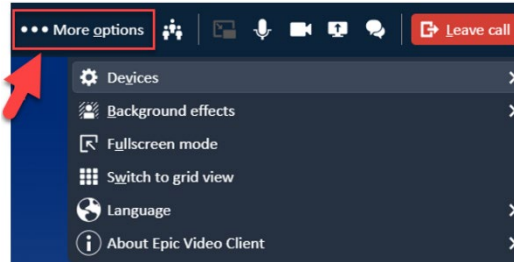 More options
Leave call
Devices
Background effects
Fullscreen mode
Switch to grid view
Language
About Epic Video Client